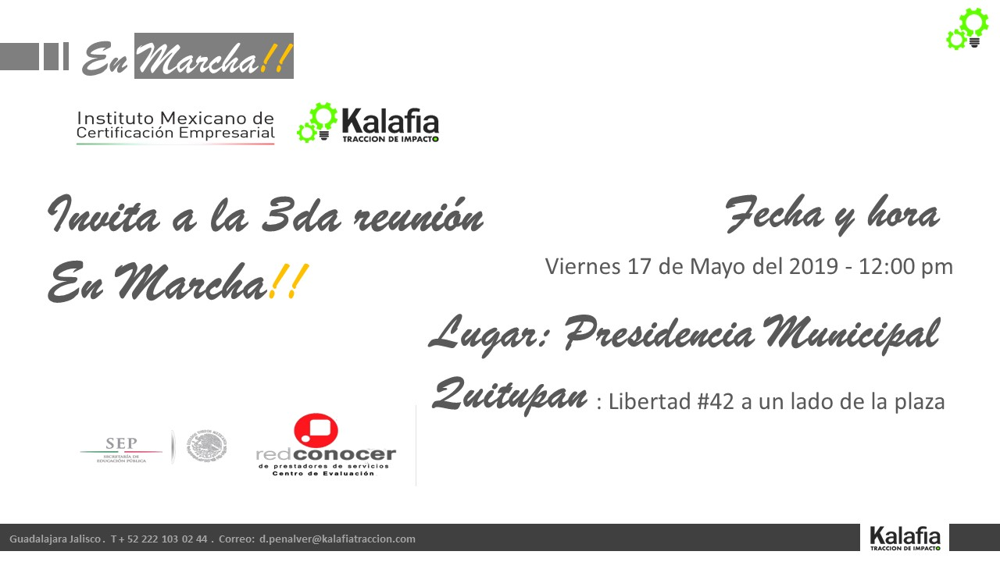 En Marcha!!
Instituto Mexicano de
Certificación Empresarial
Kalafia
TRACCION DE IMPACTO
Invita a la 3da reunión
En Marcha!!
Fecha y hora
Viernes 17 de Mayo del 2019 - 12:00 pm
Lugar: Presidencia Municipal
Quitupan : Libertad #42 a un lado de la plaza
SEP
SECRETARÍA DE
EDUCACIÓN PÚBLICA
redconocer
de prestadores de servicios
Centro de Evaluación
Guadalajara Jalisco . T + 52 222 103 02 44 . Correo: d.penalver@kalafiatraccion.com
Kalafia
TRACCION DE IMPACTO